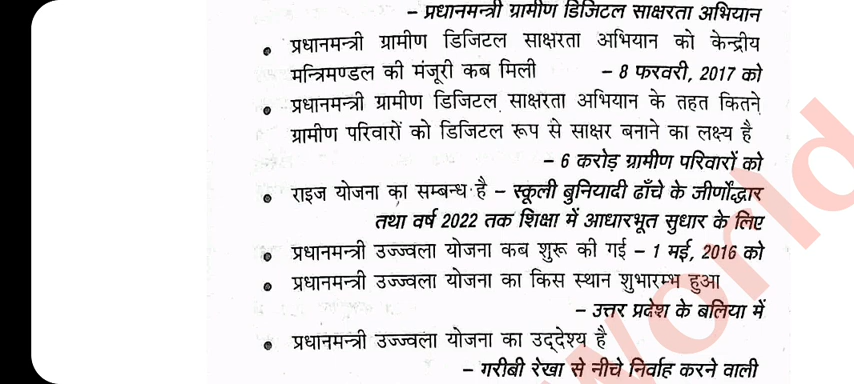 – प्रधानमन्त्री ग्रामीण डिजिटल साक्षरता अभियान
प्रधानमन्त्री ग्रामीण डिजिटल साक्षरता अभियान को केन्द्रीय
मन्त्रिमण्डल की मंजूरी कब मिली – 8 फरवरी, 2017 को
प्रधानमन्त्री ग्रामीण डिजिटल साक्षरता अभियान के तहत कितने
ग्रामीण परिवारों को डिजिटल रूप से साक्षर बनाने का लक्ष्य है
– 6 करोड़ ग्रामीण परिवारों को
राइज योजना का सम्बन्ध है – स्कूली बुनियादी ढाँचे के जीर्णोद्धार
तथा वर्ष 2022 तक शिक्षा में आधारभूत सुधार के लिए
प्रधानमन्त्री उज्ज्वला योजना कब शुरू की गई – 1 मई, 2016 को
प्रधानमन्त्री उज्ज्वला योजना का किस स्थान शुभारम्भ हुआ
– उत्तर प्रदेश के बलिया में
प्रधानमन्त्री उज्ज्वला योजना का उद्देश्य है
– गरीबी रेखा से नीचे निर्वाह करने वाली
world